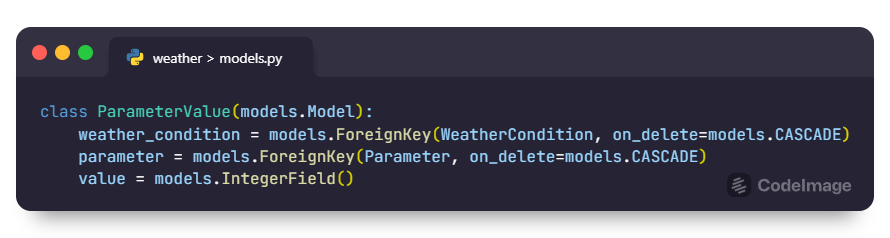 weather > models.py
class ParameterValue(models.Model):
    weather_condition = models.ForeignKey(WeatherCondition, on_delete=models.CASCADE)
    parameter = models.ForeignKey(Parameter, on_delete=models.CASCADE)
    value = models.IntegerField()
CodeImage